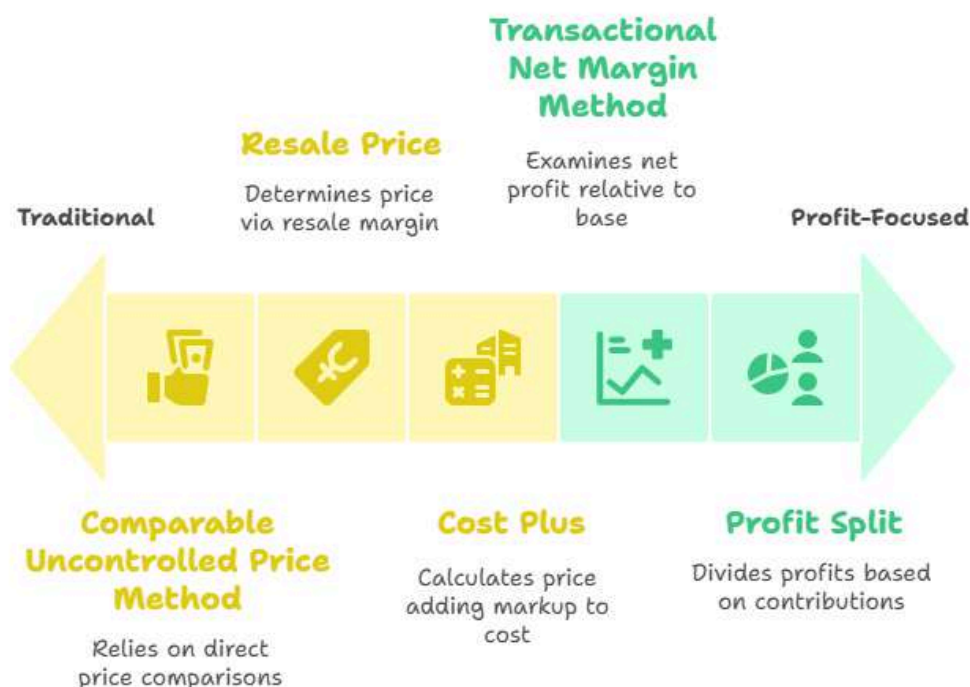 Transactional
Net Margin
Method
Examines net
profit relative to
base
Resale Price
Determines price
via resale margin
Traditional
Profit-Focused
Comparable
Uncontrolled Price
Method
Relies on direct
price comparisons
Cost Plus
Calculates price
adding markup to
cost
Profit Split
Divides profits based
on contributions